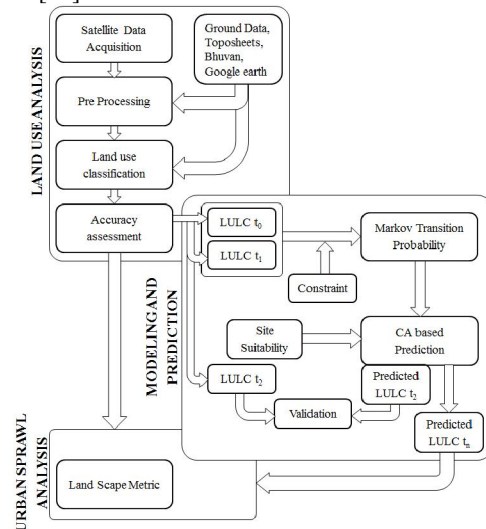 Satellite Data
Acquisition
Ground Data,
Toposheets,
Bhuvan,
Google earth
Pre Processing
Land use
classification
Accuracy
assessment
LAND USE ANALYSIS
LULC t0
LULC t1
Markov Transition
Probability
Constraint
Site
Suitability
CA based
Prediction
MODELING AND
PREDICTION
LULC t2
Predicted
LULC t2
Validation
Predicted
LULC tn
URBAN SPRAWL
ANALYSIS
Land Scape Metric